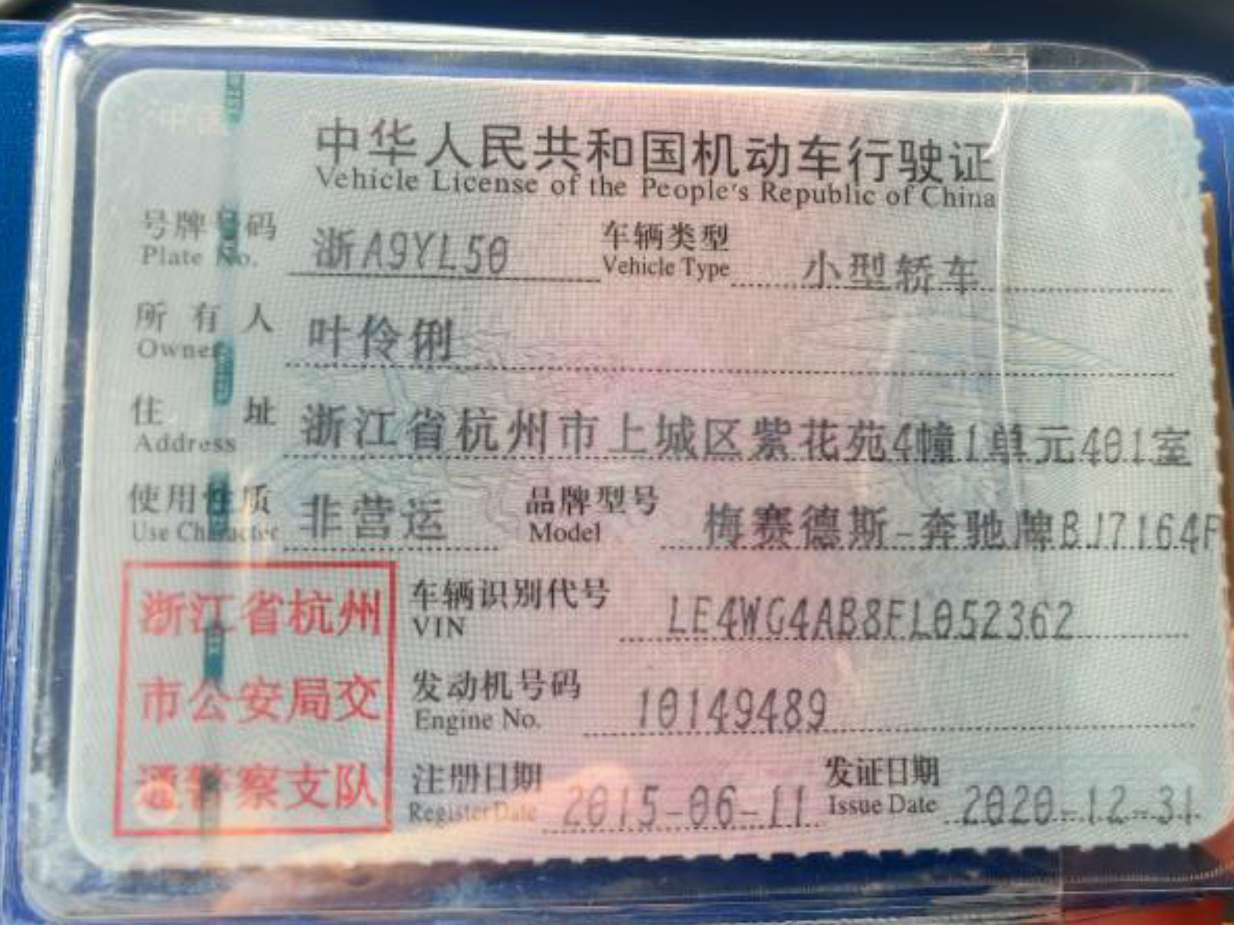 中华人民共和国机动车行驶证
Vehicle License of the People's Republic of China
号牌号码 浙A9YL50 车辆类型 小型轿车
Plate No. Vehicle Type
所有人 叶伶俐
Owner
住址 浙江省杭州市上城区紫花苑4幢1单元401室
Address
使用性质 非营运 品牌型号 梅赛德斯-奔驰牌BJ7164F
Use Character Model
浙江省杭州
市公安局交
通警察支队
车辆识别代号 LE4WG4AB8FL052362
VIN
发动机号码 10149489
Engine No.
注册日期 2015-06-11 发证日期 2020-12-31
Register Date Issue Date